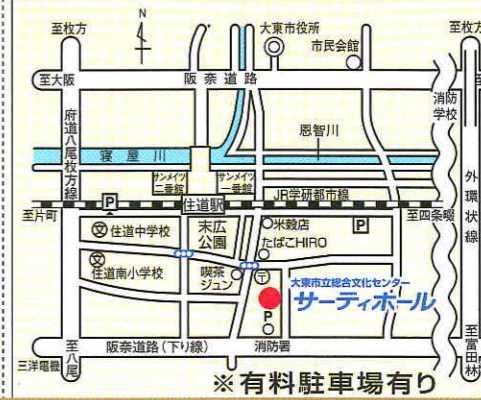 至枚方
N
大東市役所
市民会館
至枚方
至大阪
阪奈道路
消防学校
府道八尾枚方線
恩智川
寝屋川
外環状線
サンメイツ
二番館
サンメイツ
一番館
JR学研都市線
至片町
P
住道駅
至四条畷
文
住道中学校
末広
公園
米穀店
P
たばこHIRO
文
住道南小学校
喫茶
ジュン
〒
大東市立総合文化センター
サーティホール
P
至八尾
阪奈道路(下り線)
消防署
至富田林
三洋電機
※有料駐車場有り